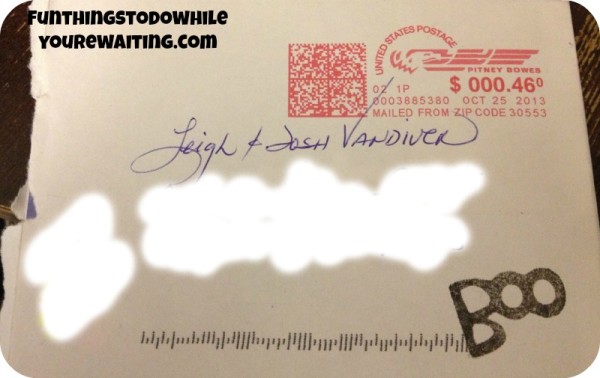 FUNTHINGSTODOWHILE
YOUREWAITING.COM
UNITED STATES POSTAGE
PITNEY BOWES
02 1P $ 000.46⁰
0003885380 OCT 25 2013
MAILED FROM ZIP CODE 30553
Leigh & Josh Vandiver
BOO